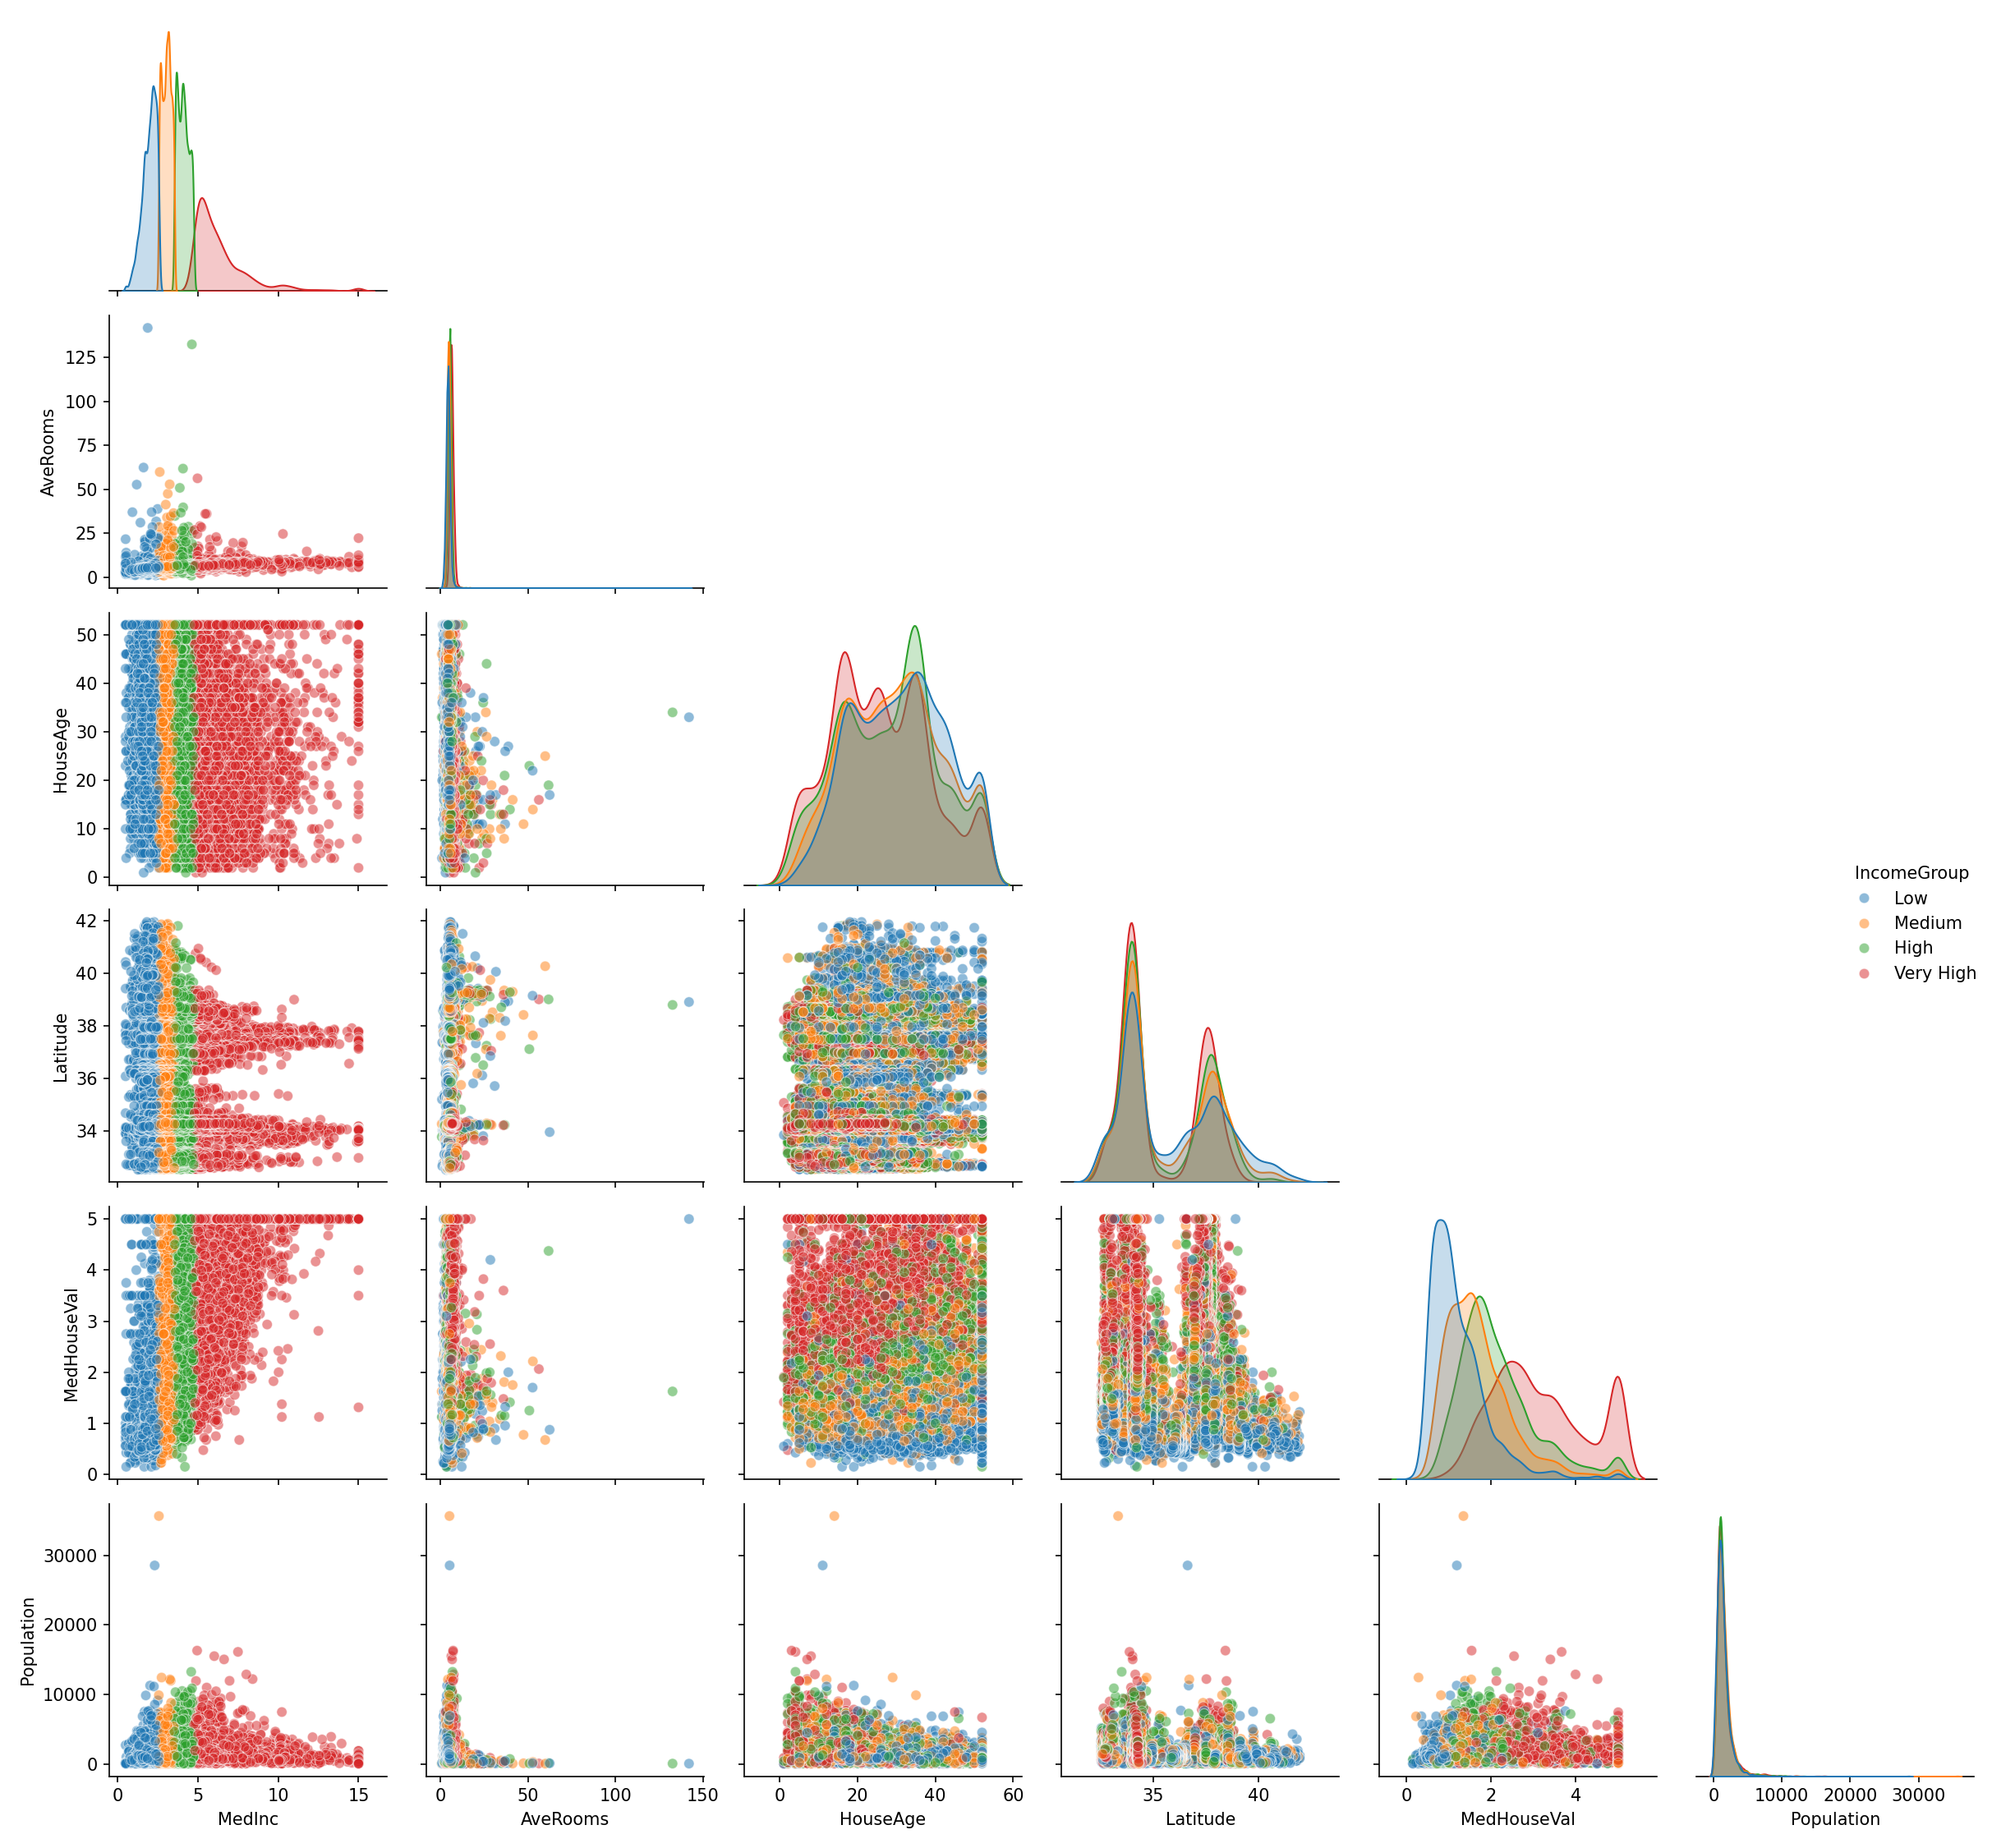 125
100
75
50
25
0
AveRooms
50
40
30
20
10
0
HouseAge
IncomeGroup
Low
Medium
High
Very High
42
40
38
36
34
Latitude
5
4
3
2
1
0
MedHouseVal
30000
20000
10000
0
Population
0 5 10 15
0 50 100 150
0 20 40 60
35 40
0 2 4
0 10000 20000 30000
MedInc
AveRooms
HouseAge
Latitude
MedHouseVal
Population